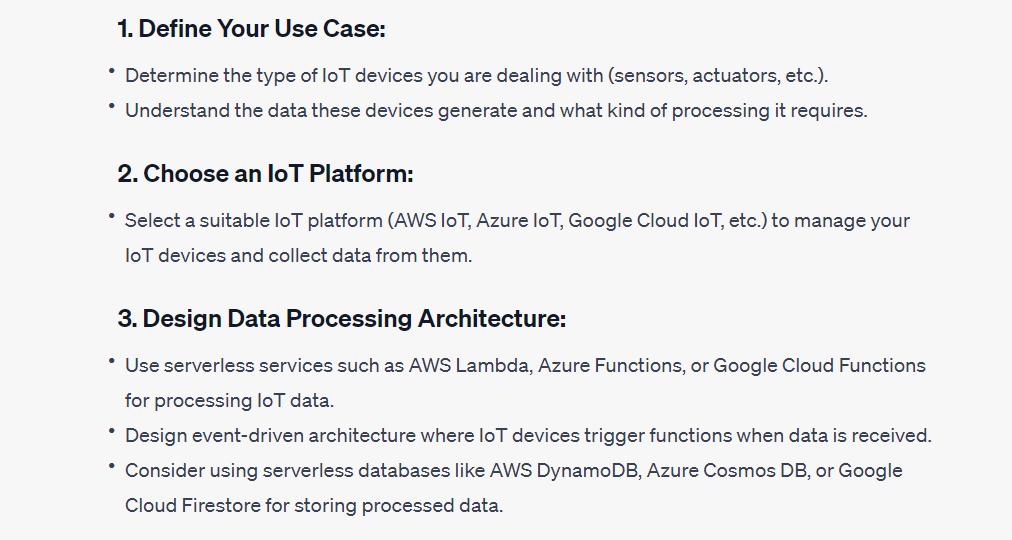 1. Define Your Use Case:
• Determine the type of IoT devices you are dealing with (sensors, actuators, etc.).
• Understand the data these devices generate and what kind of processing it requires.
2. Choose an IoT Platform:
• Select a suitable IoT platform (AWS IoT, Azure IoT, Google Cloud IoT, etc.) to manage your
IoT devices and collect data from them.
3. Design Data Processing Architecture:
• Use serverless services such as AWS Lambda, Azure Functions, or Google Cloud Functions
for processing IoT data.
• Design event-driven architecture where IoT devices trigger functions when data is received.
• Consider using serverless databases like AWS DynamoDB, Azure Cosmos DB, or Google
Cloud Firestore for storing processed data.